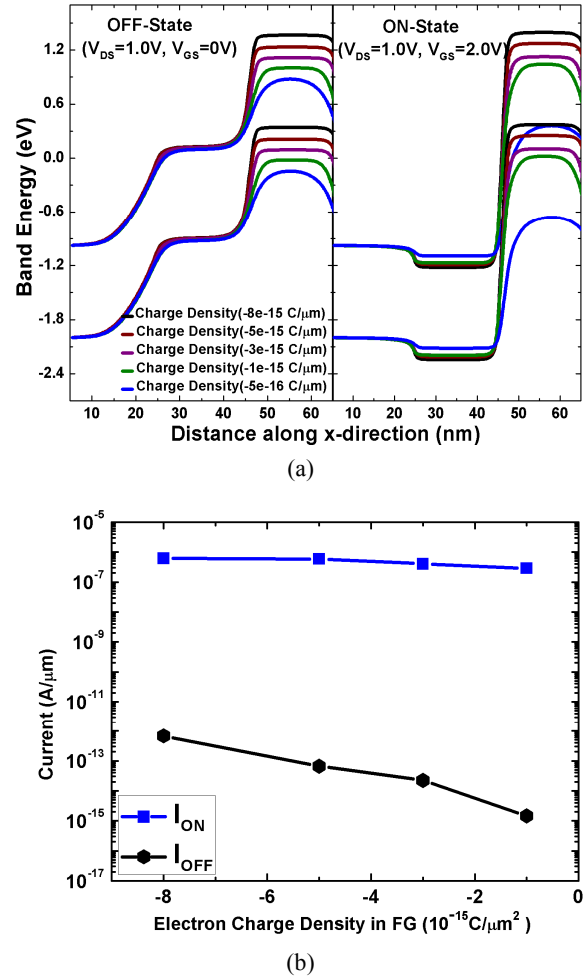 (a)
OFF-State
(V_DS=1.0V, V_GS=0V)
ON-State
(V_DS=1.0V, V_GS=2.0V)
Band Energy (eV)
1.2
0.6
0.0
-0.6
-1.2
-1.8
-2.4
Charge Density(-8e-15 C/μm)
Charge Density(-5e-15 C/μm)
Charge Density(-3e-15 C/μm)
Charge Density(-1e-15 C/μm)
Charge Density(-5e-16 C/μm)
10 20 30 40 50 60 10 20 30 40 50 60
Distance along x-direction (nm)
(a)
10^-5
10^-7
10^-9
10^-11
10^-13
10^-15
10^-17
Current (A/μm)
I_ON
I_OFF
-8 -6 -4 -2 0
Electron Charge Density in FG (10^-15C/μm^2 )
(b)